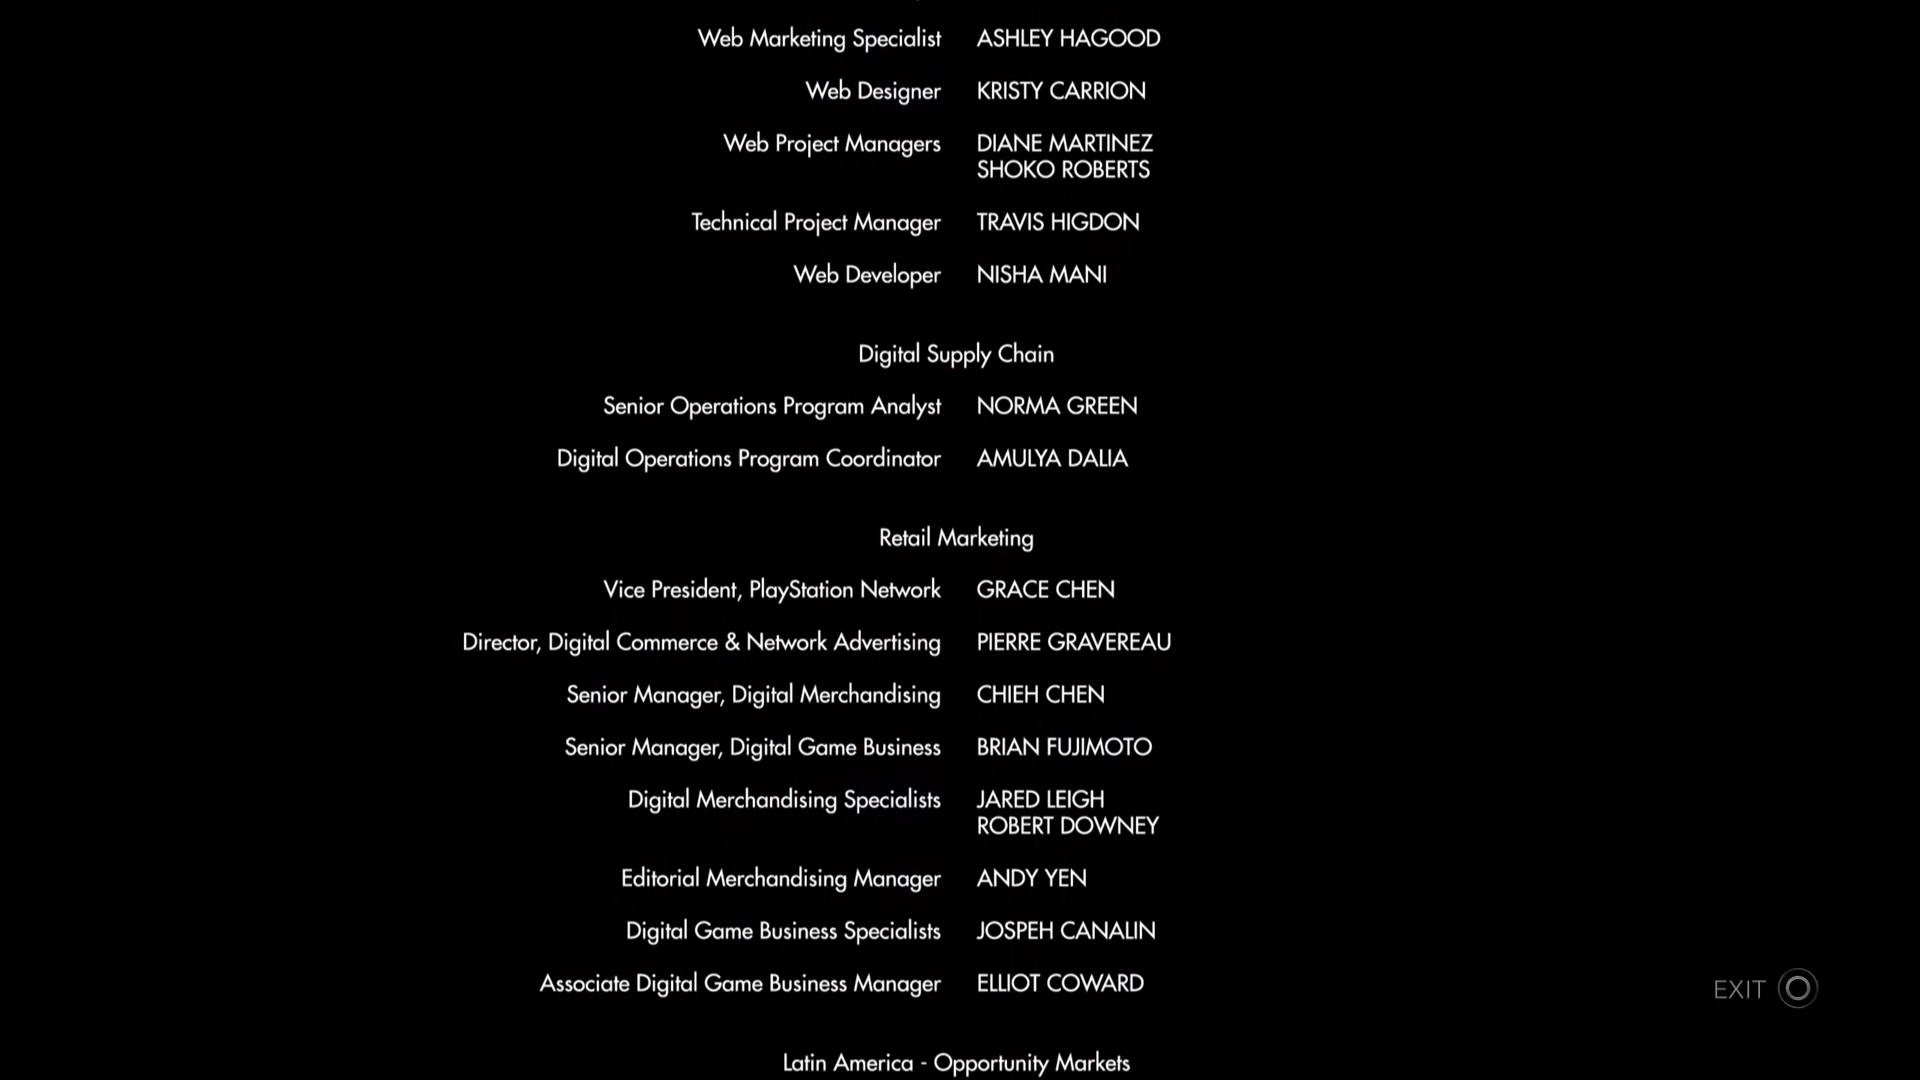 Web Marketing Specialist ASHLEY HAGOOD
Web Designer KRISTY CARRION
Web Project Managers DIANE MARTINEZ
SHOKO ROBERTS
Technical Project Manager TRAVIS HIGDON
Web Developer NISHA MANI
Digital Supply Chain
Senior Operations Program Analyst NORMA GREEN
Digital Operations Program Coordinator AMULYA DALIA
Retail Marketing
Vice President, PlayStation Network GRACE CHEN
Director, Digital Commerce & Network Advertising PIERRE GRAVEREAU
Senior Manager, Digital Merchandising CHIEH CHEN
Senior Manager, Digital Game Business BRIAN FUJIMOTO
Digital Merchandising Specialists JARED LEIGH
ROBERT DOWNEY
Editorial Merchandising Manager ANDY YEN
Digital Game Business Specialists JOSPEH CANALIN
Associate Digital Game Business Manager ELLIOT COWARD
EXIT
Latin America - Opportunity Markets